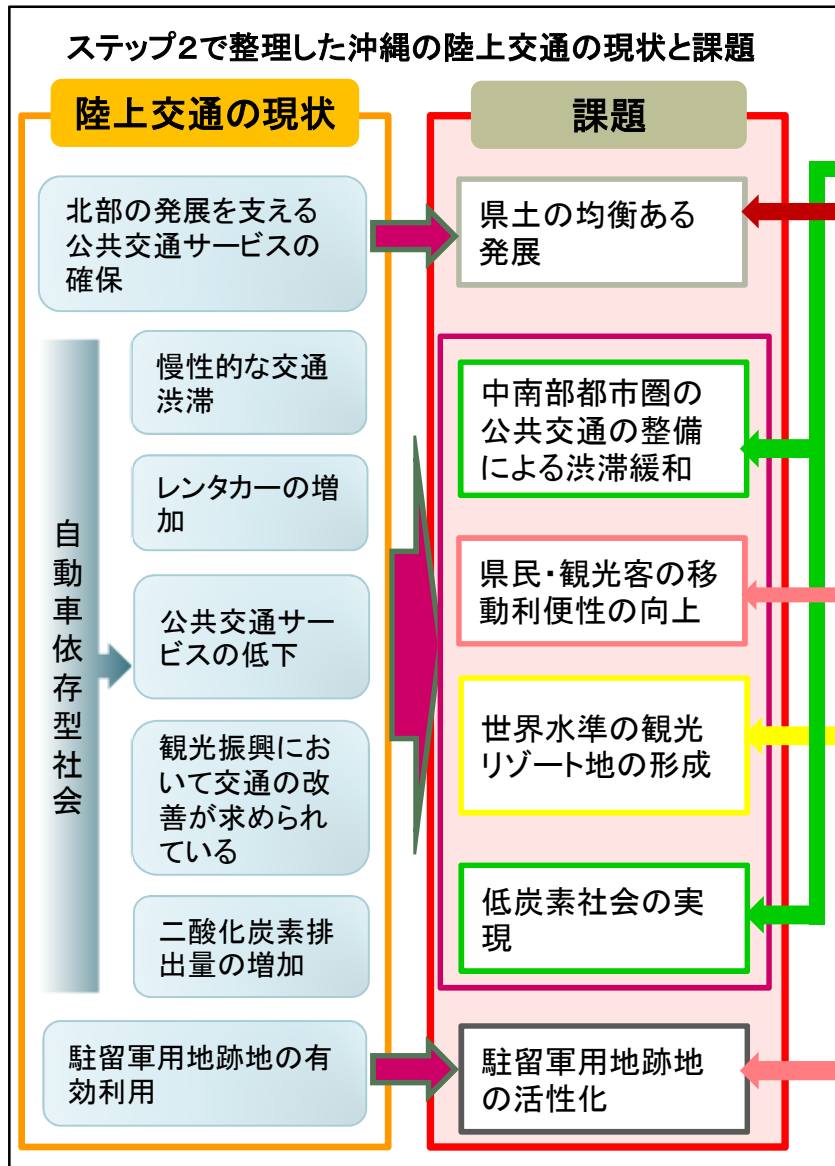 ステップ2で整理した沖縄の陸上交通の現状と課題
陸上交通の現状
北部の発展を支える
公共交通サービスの
確保
自動車依存型社会
慢性的な交通
渋滞
レンタカーの増
加
公共交通サー
ビスの低下
観光振興におい
て交通の改
善が求められ
ている
二酸化炭素排
出量の増加
駐留軍用地跡地の有
効利用
課題
県土の均衡ある
発展
中南部都市圏の
公共交通の整備
による渋滞緩和
県民・観光客の移
動利便性の向上
世界水準の観光
リゾート地の形成
低炭素社会の実
現
駐留軍用地跡地
の活性化